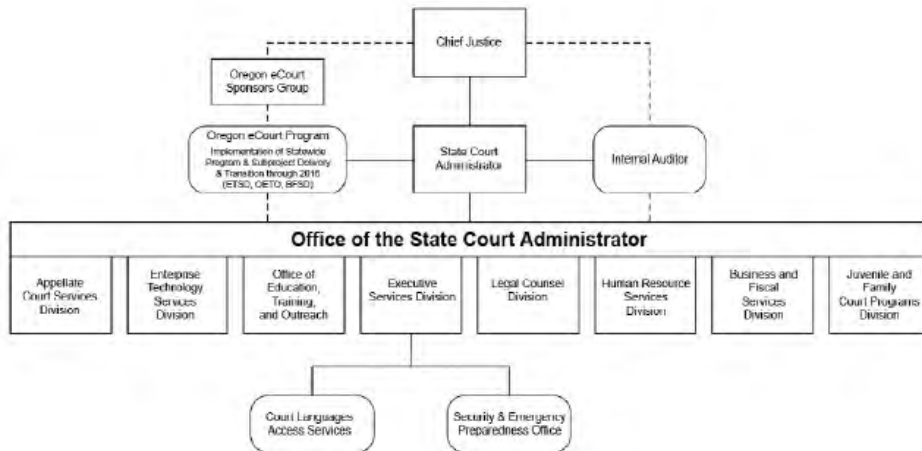 Chief Justice
Oregon eCourt
Sponsors Group
Oregon eCourt Program
Implementation of Statewide
Program & Subproject Delivery
& Transition through 2016
(ETSD, OETO, BFSD)
State Court
Administrator
Internal Auditor
Office of the State Court Administrator
Appellate
Court Services
Division
Enterprise
Technology
Services
Division
Office of
Education,
Training,
and Outreach
Executive
Services Division
Legal Counsel
Division
Human Resource
Services
Division
Business and
Fiscal
Services
Division
Juvenile and
Family
Court Programs
Division
Court Languages
Access Services
Security & Emergency
Preparedness Office